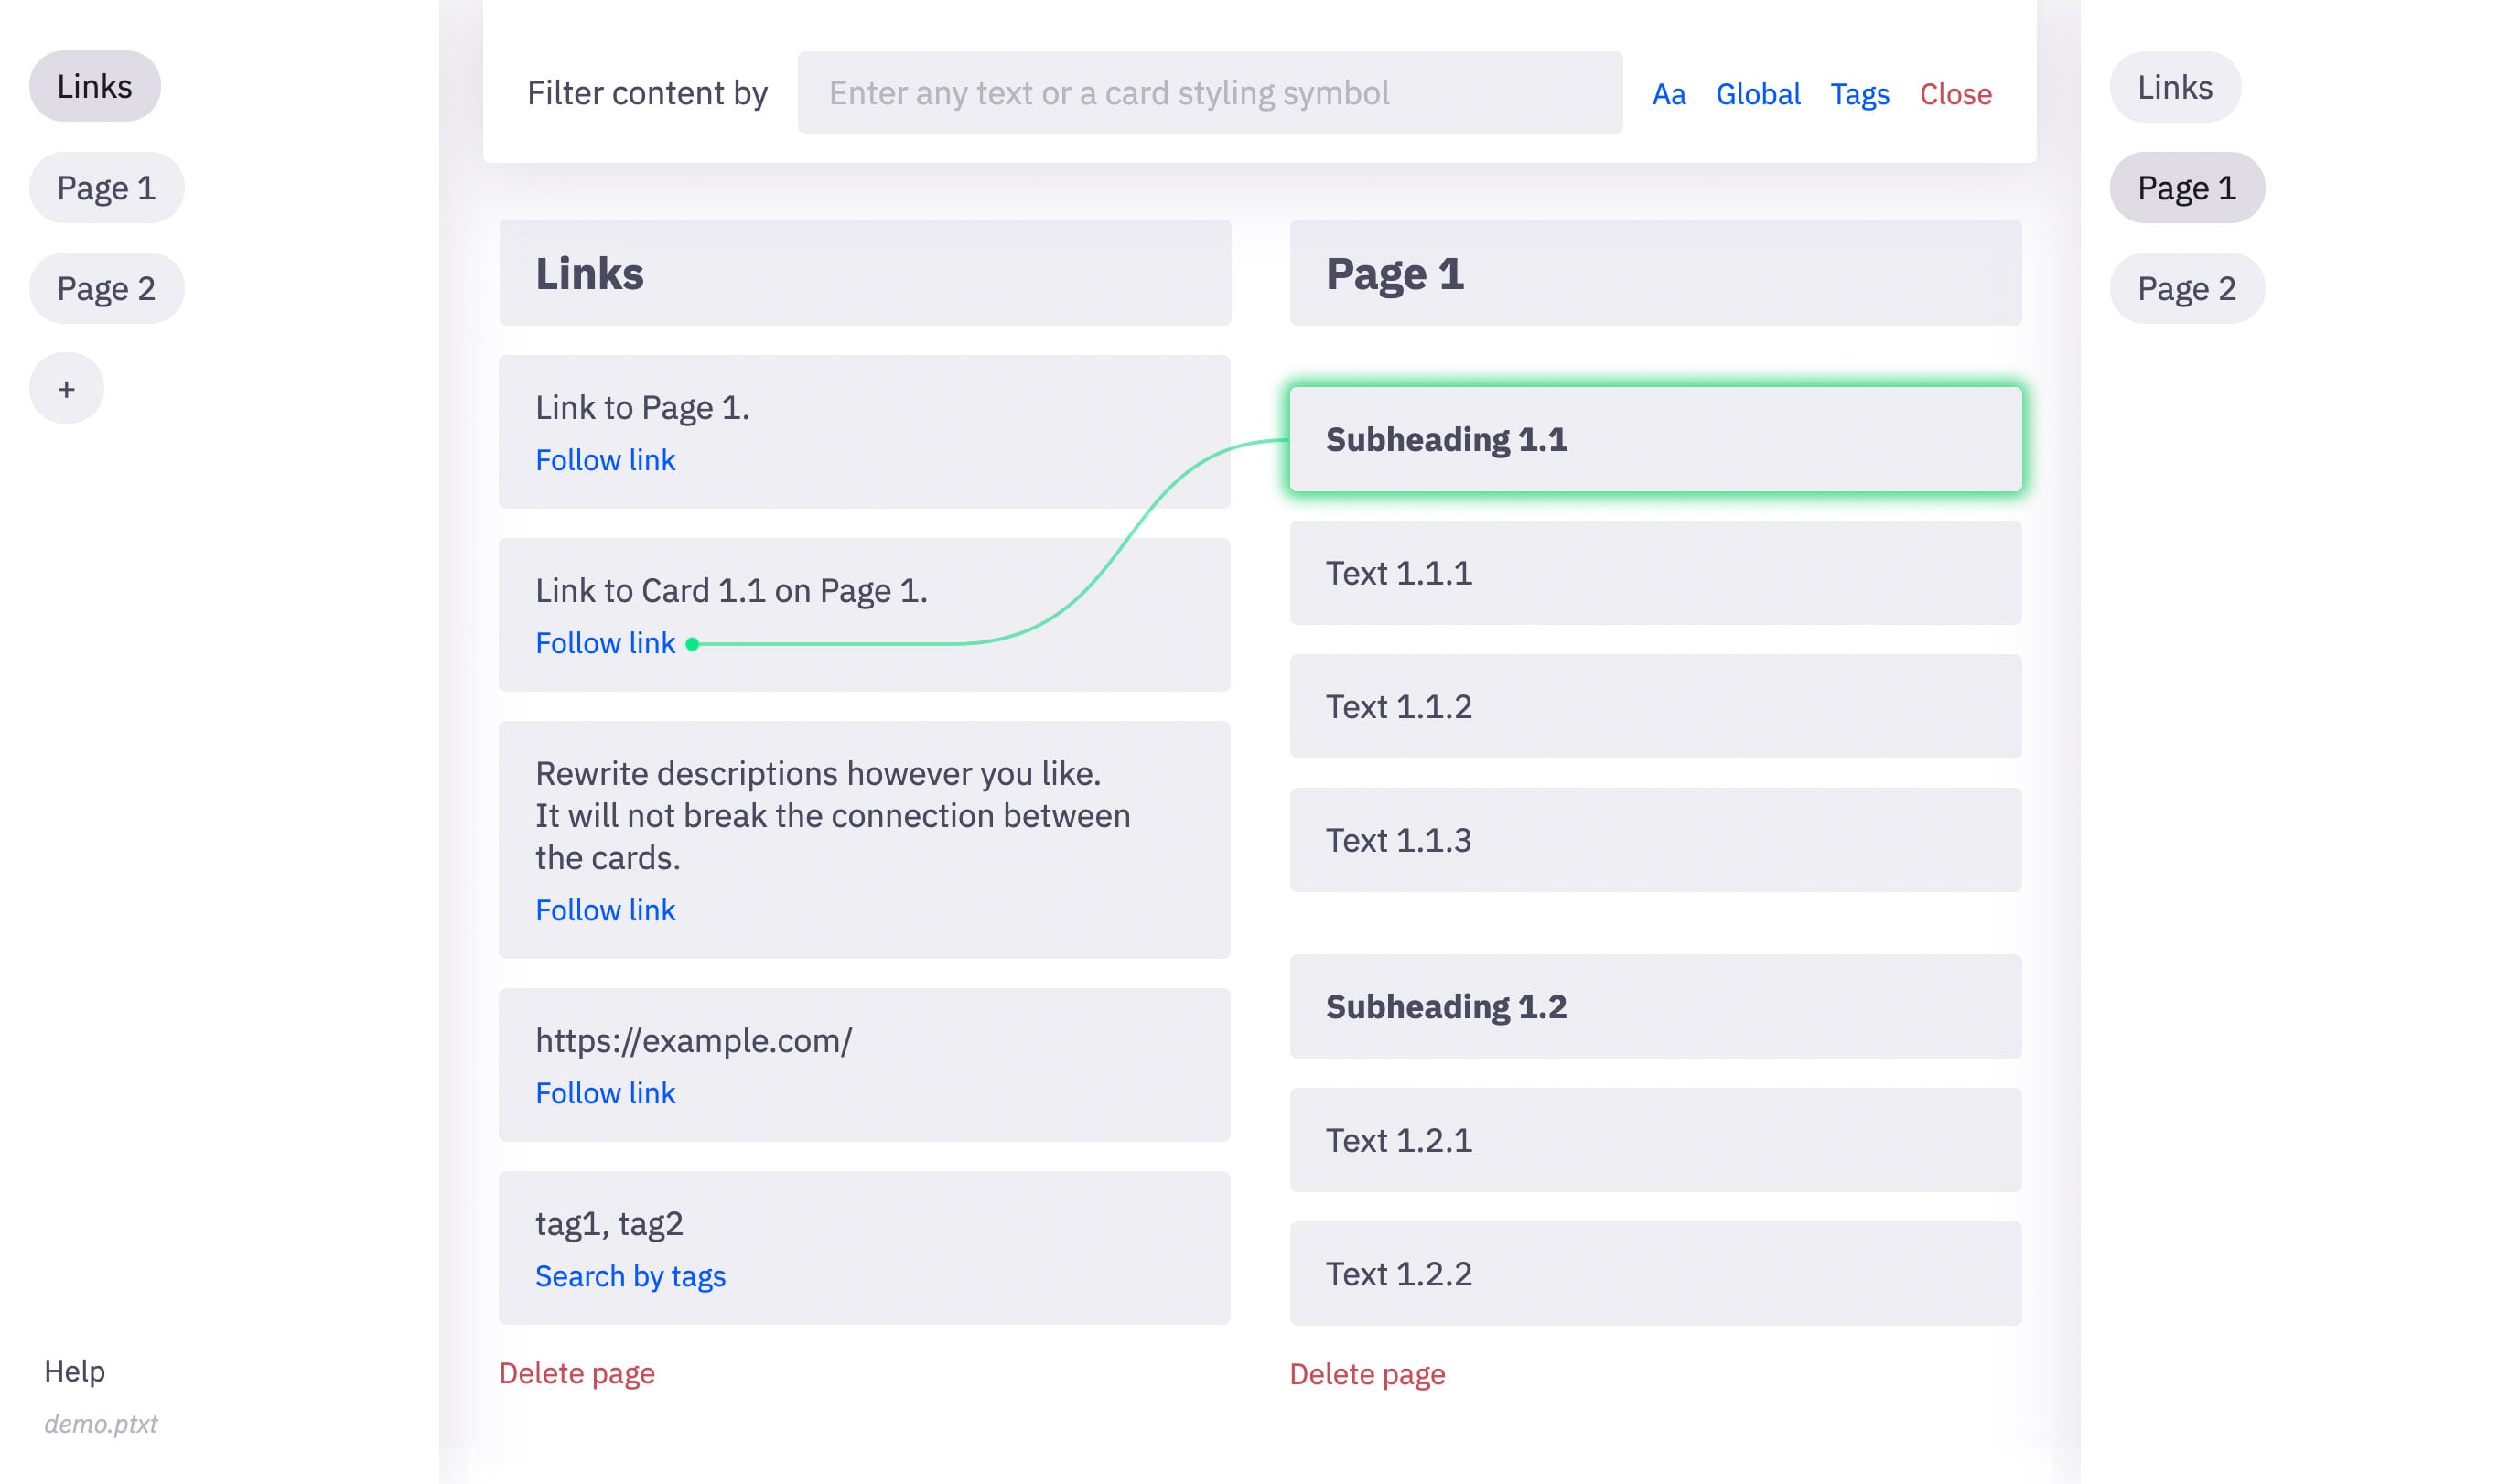 Links
Page 1
Page 2
+
Help
demo.ptxt
Filter content by
Enter any text or a card styling symbol
Aa
Global
Tags
Close
Links
Link to Page 1.
Follow link
Link to Card 1.1 on Page 1.
Follow link
Rewrite descriptions however you like.
It will not break the connection between
the cards.
Follow link
https://example.com/
Follow link
tag1, tag2
Search by tags
Delete page
Page 1
Subheading 1.1
Text 1.1.1
Text 1.1.2
Text 1.1.3
Subheading 1.2
Text 1.2.1
Text 1.2.2
Delete page
Links
Page 1
Page 2